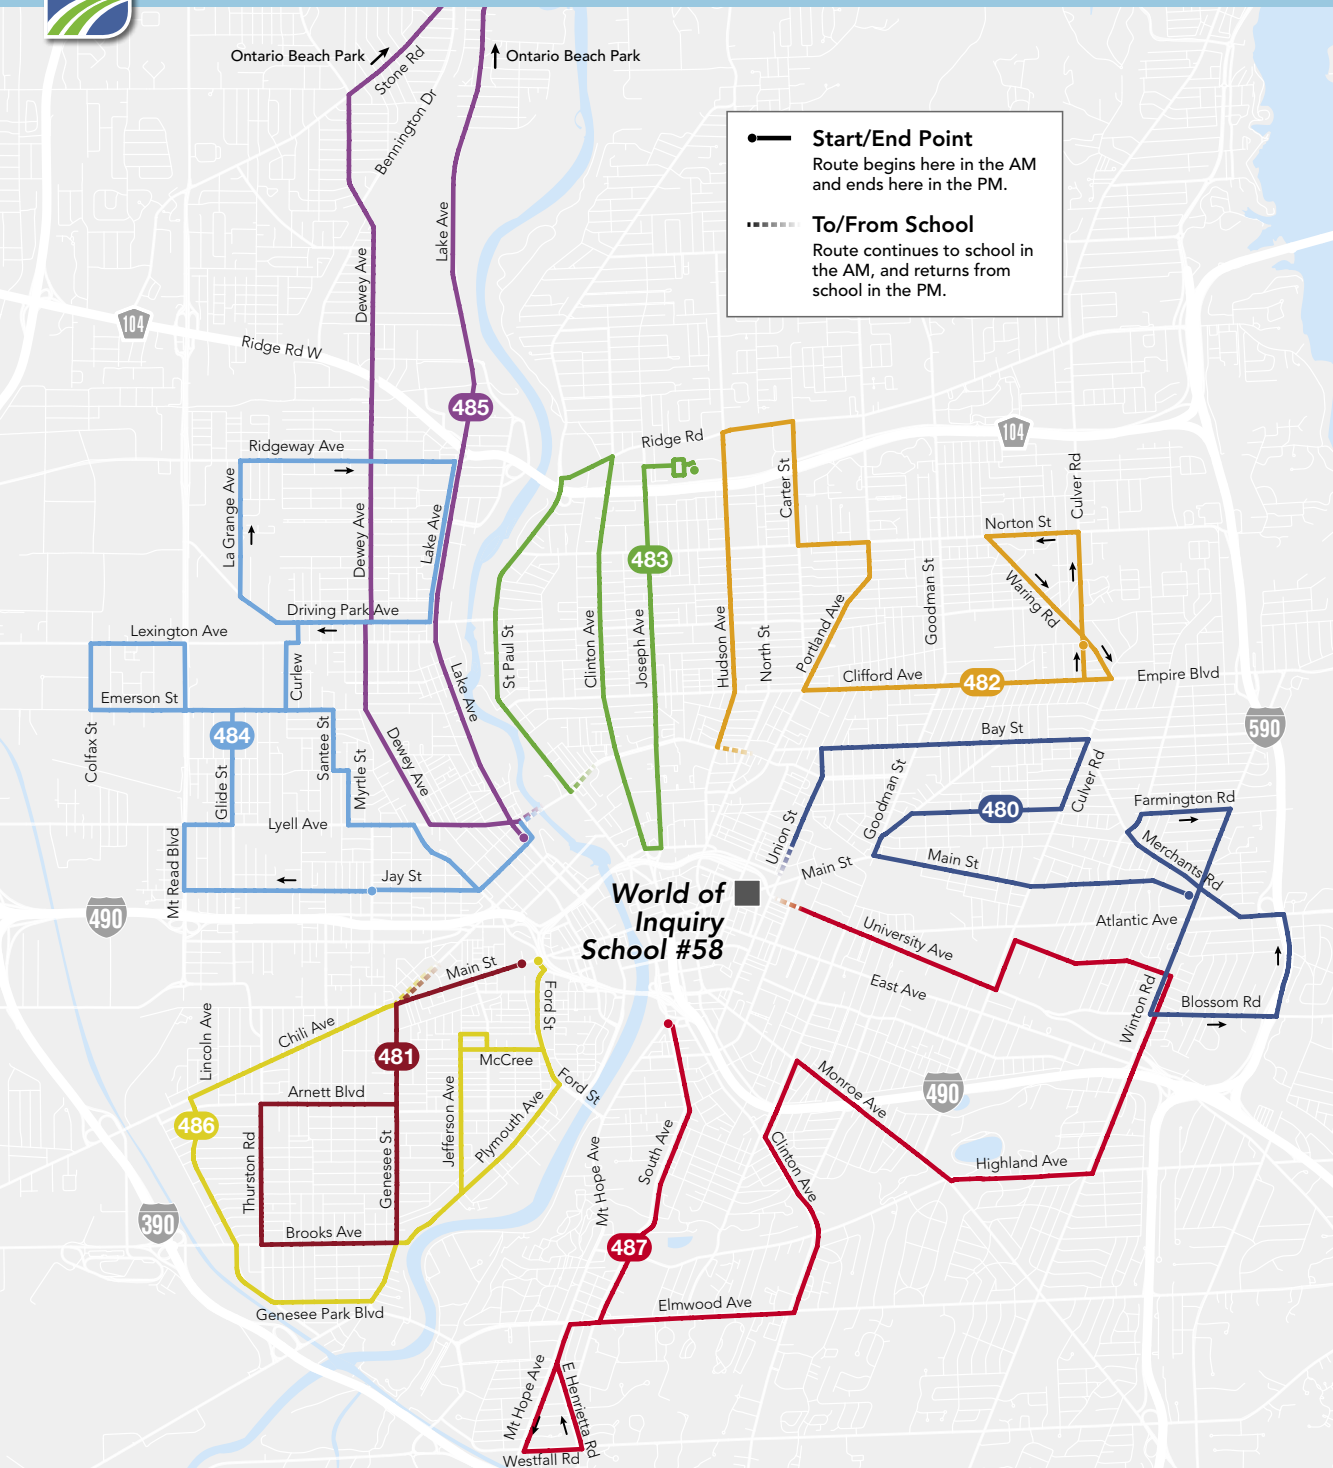 Ontario Beach Park
Ontario Beach Park
Stone Rd
Bennington Dr
Start/End Point
Route begins here in the AM
and ends here in the PM.
To/From School
Route continues to school in
the AM, and returns from
school in the PM.
Lake Ave
Dewey Ave
104
Ridge Rd W
485
104
Ridge Rd
Ridgeway Ave
Carter St
Culver Rd
La Grange Ave
Dewey Ave
Lake Ave
Norton St
483
Goodman St
Waring Rd
Driving Park Ave
Lexington Ave
St Paul St
Clinton Ave
Joseph Ave
Hudson Ave
North St
Portland Ave
Curlew
Clifford Ave
482
Empire Blvd
Emerson St
Lake Ave
484
Colfax St
Santee St
Dewey Ave
Bay St
590
Glide St
Myrtle St
Goodman St
Culver Rd
480
Farmington Rd
Lyell Ave
Union St
Main St
Main St
Merchants Rd
Mt Read Blvd
Jay St
World of
Inquiry
School #58
490
Atlantic Ave
University Ave
East Ave
Main St
Ford St
Winton Rd
Blossom Rd
Lincoln Ave
Chili Ave
481
McCree
Ford St
Arnett Blvd
Monroe Ave
490
486
Jefferson Ave
Plymouth Ave
Thurston Rd
Genesee St
Mt Hope Ave
South Ave
Clinton Ave
Highland Ave
390
Brooks Ave
487
Genesee Park Blvd
Elmwood Ave
Mt Hope Ave
E Henrietta Rd
Westfall Rd